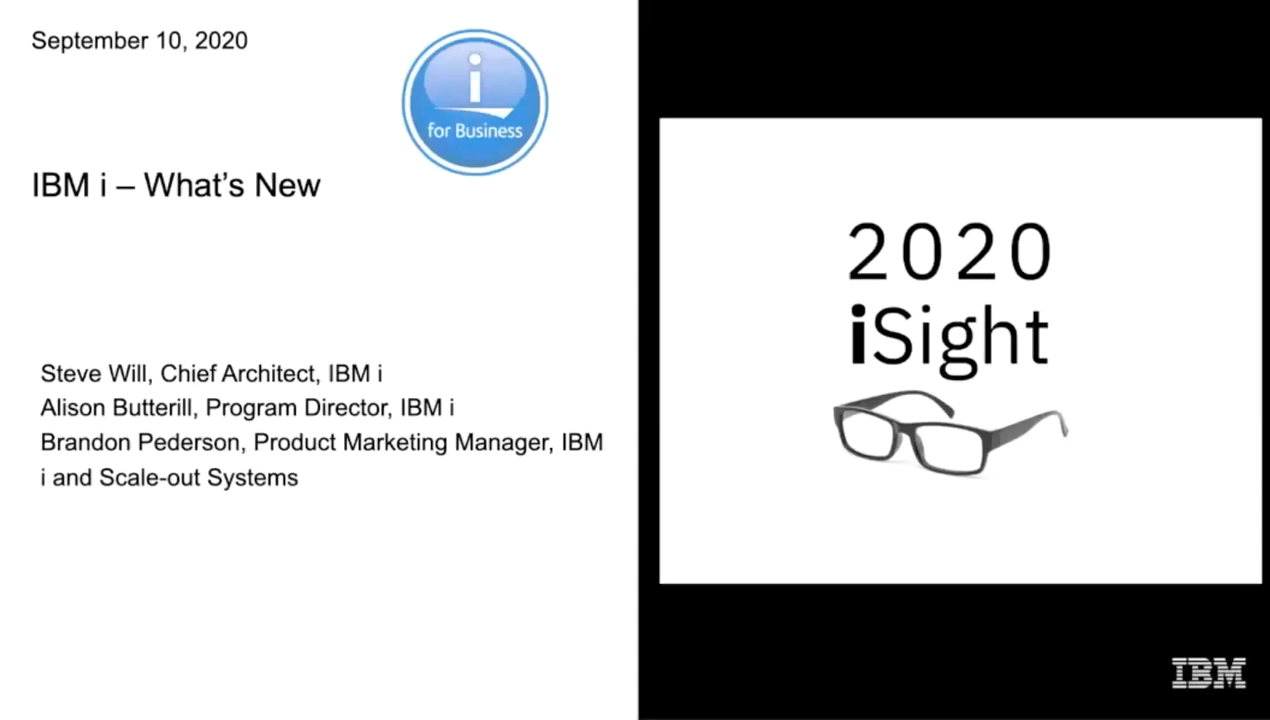 September 10, 2020
i
for Business
IBM i – What's New
Steve Will, Chief Architect, IBM i
Alison Butterill, Program Director, IBM i
Brandon Pederson, Product Marketing Manager, IBM
i and Scale-out Systems
2020
iSight
IBM